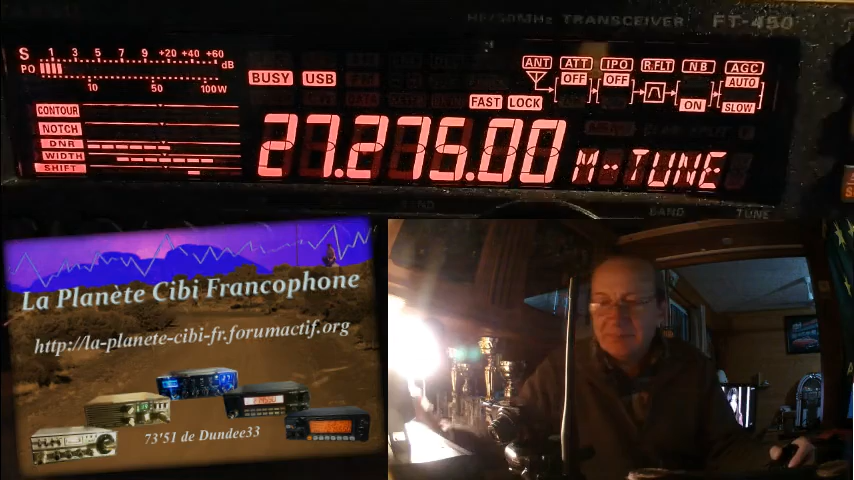 HF/50MHz TRANSCEIVER FT-450
S 1 3 5 7 9 +20 +40 +60 dB
PO
10 50 100W
BUSY USB
ANT ATT IPO R.FLT NB AGC
OFF OFF AUTO
FAST LOCK ON SLOW
CONTOUR
NOTCH
DNR
WIDTH
SHIFT
27.275.00 M-TUNE
BAND TUNE
La Planète Cibi Francophone
http://la-planete-cibi-fr.forumactif.org
73'51 de Dundee33